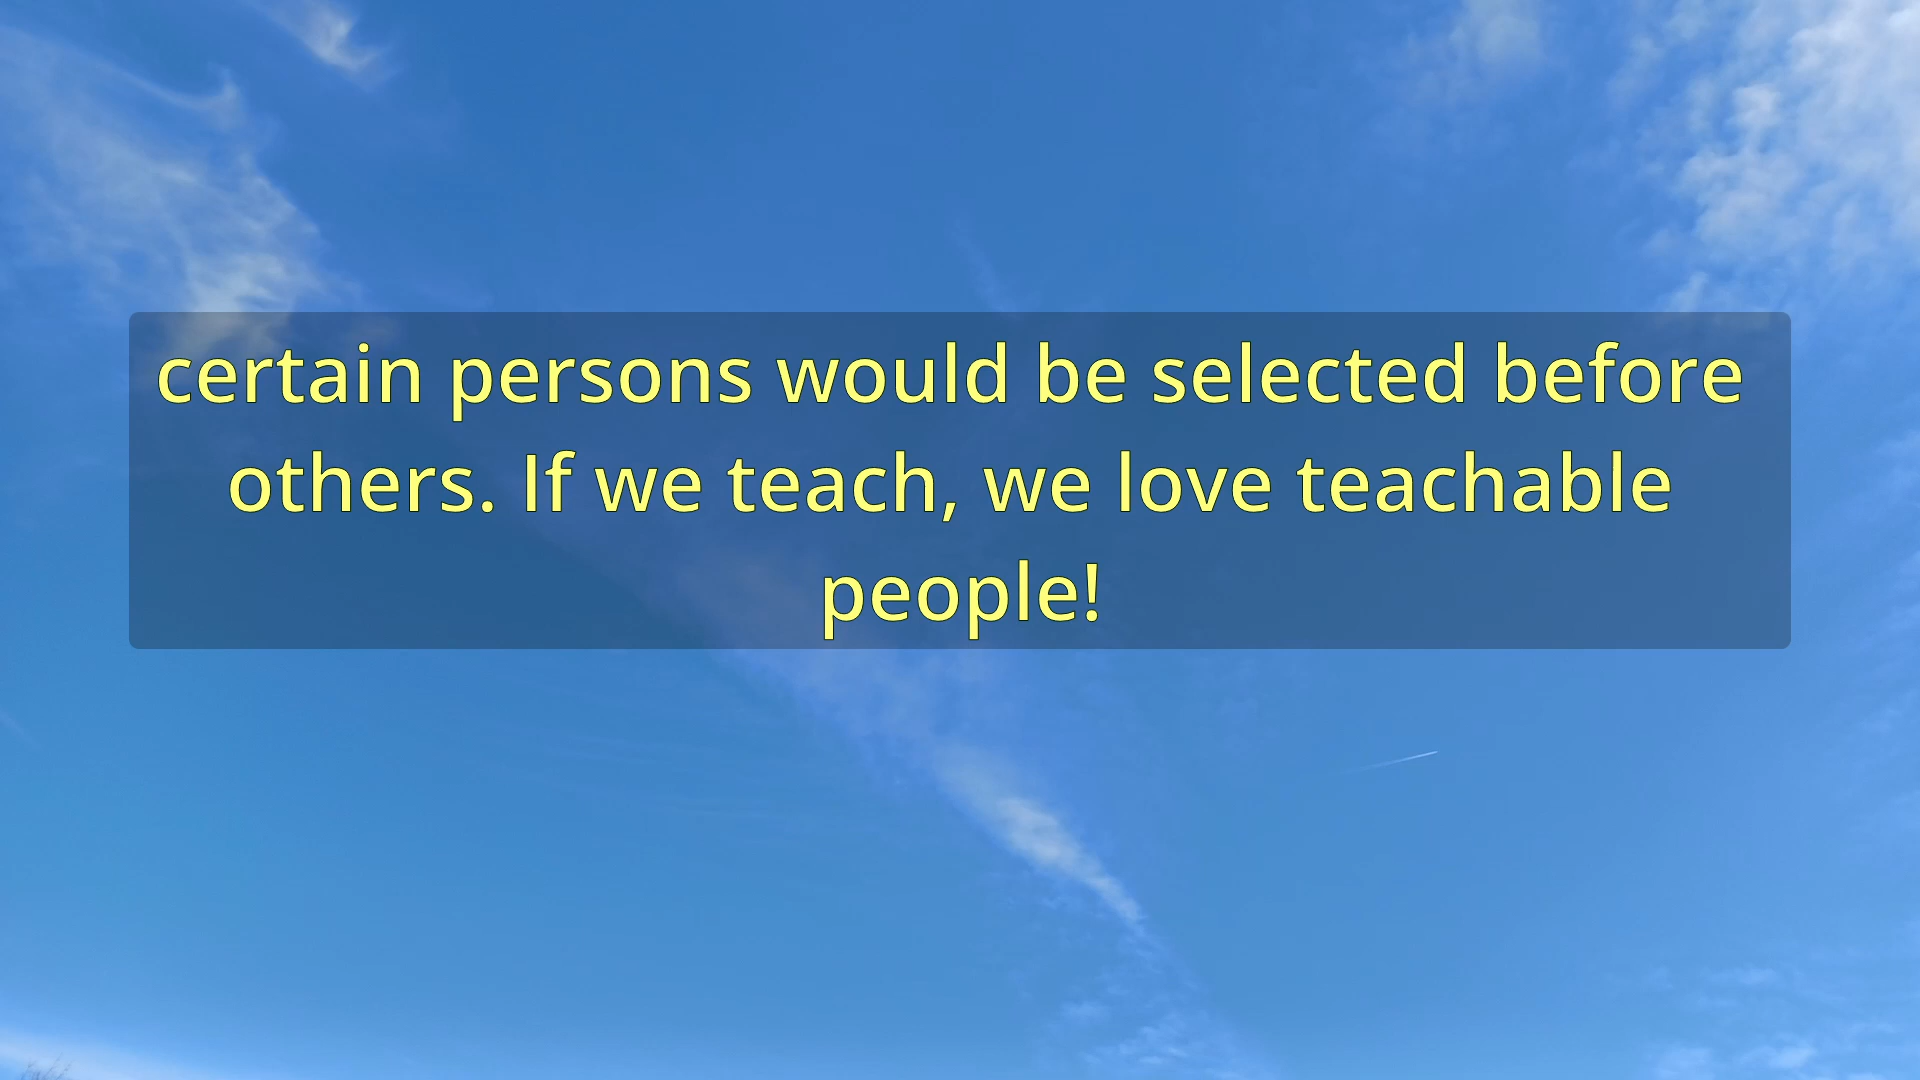 certain persons would be selected before
others. If we teach, we love teachable
people!